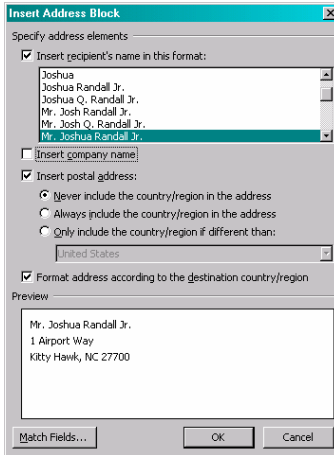 Insert Address Block
Specify address elements
Insert recipient's name in this format:
Joshua
Joshua Randall Jr.
Joshua Q. Randall Jr.
Mr. Josh Randall Jr.
Mr. Josh Q. Randall Jr.
Mr. Joshua Randall Jr.
Insert company name
Insert postal address:
Never include the country/region in the address
Always include the country/region in the address
Only include the country/region if different than:
United States
Format address according to the destination country/region
Preview
Mr. Joshua Randall Jr.
1 Airport Way
Kitty Hawk, NC 27700
Match Fields... OK Cancel